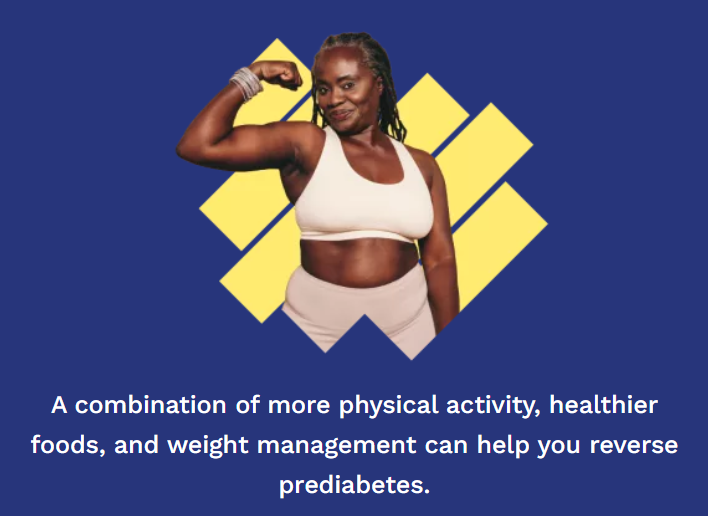 A combination of more physical activity, healthier
foods, and weight management can help you reverse
prediabetes.